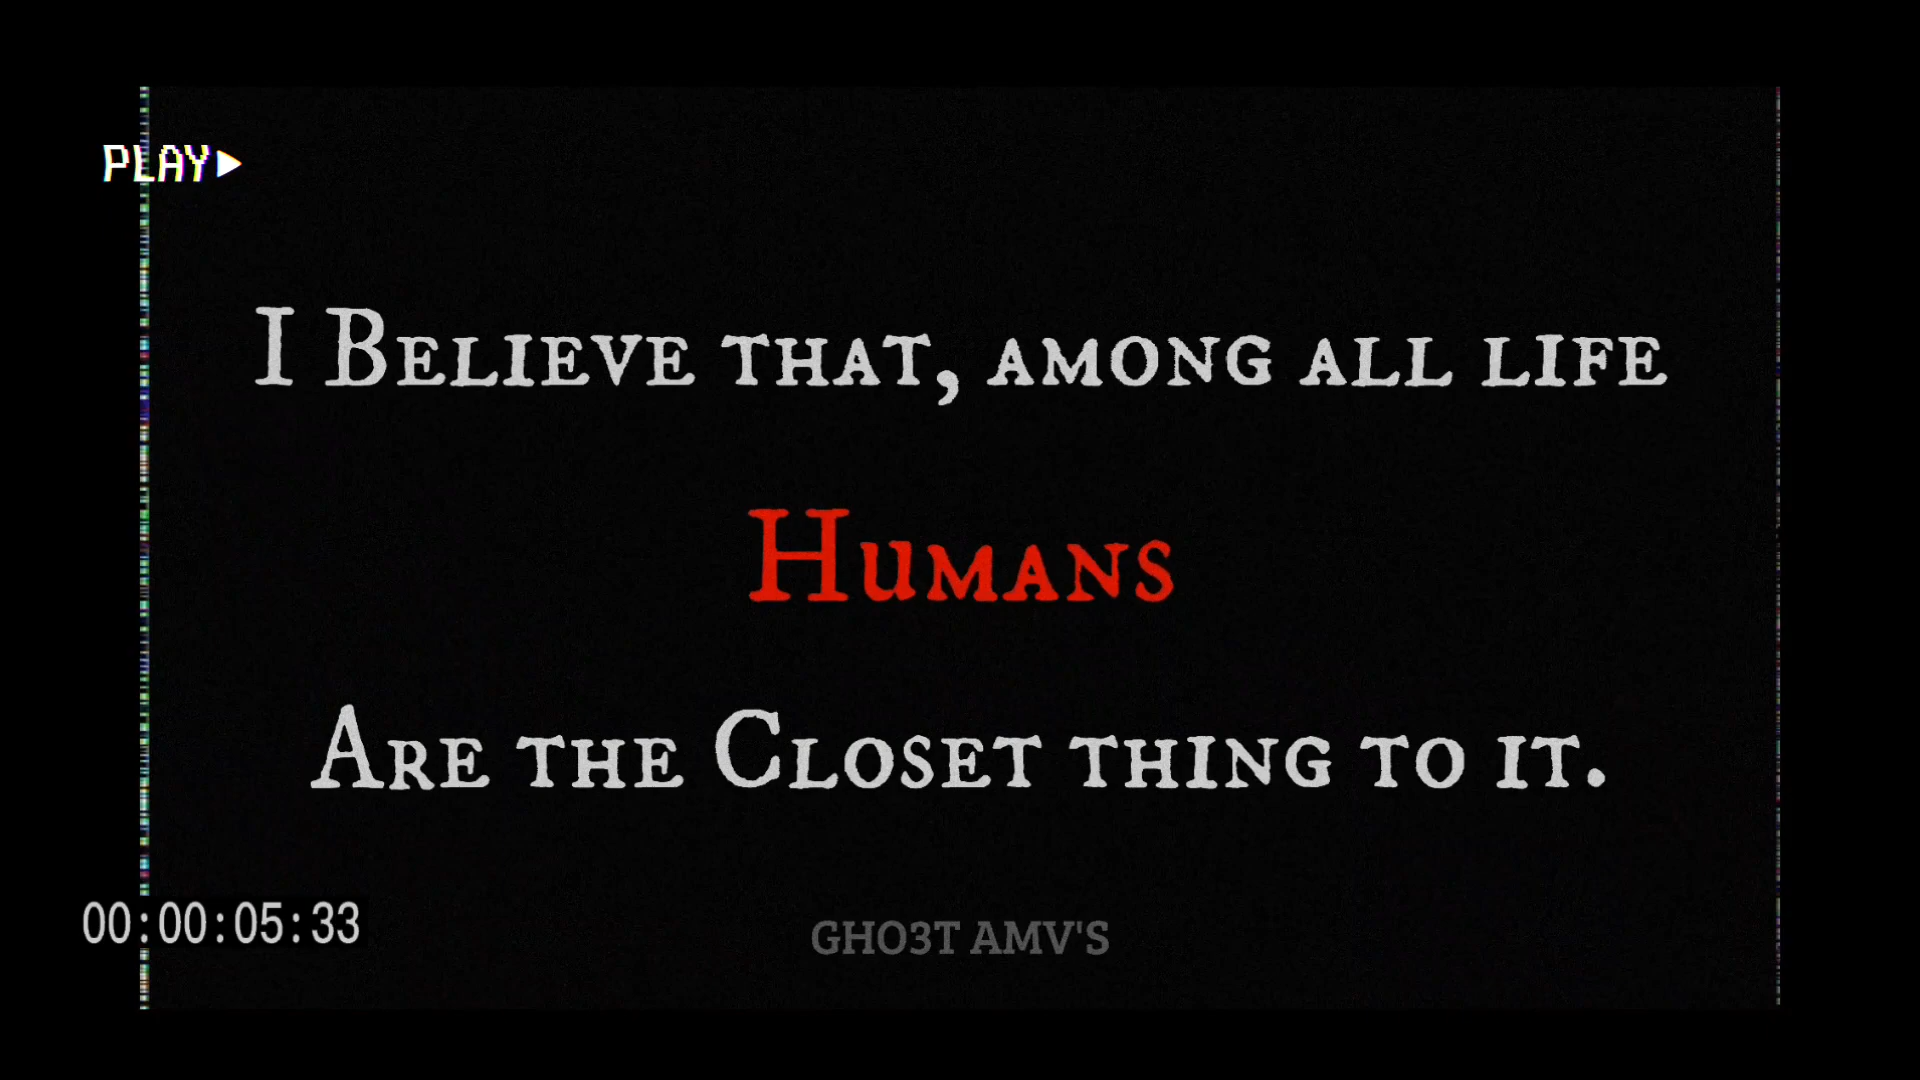 PLAY
I Believe that, among all life
Humans
Are the Closet thing to it.
00:00:05:33
GHO3T AMV'S